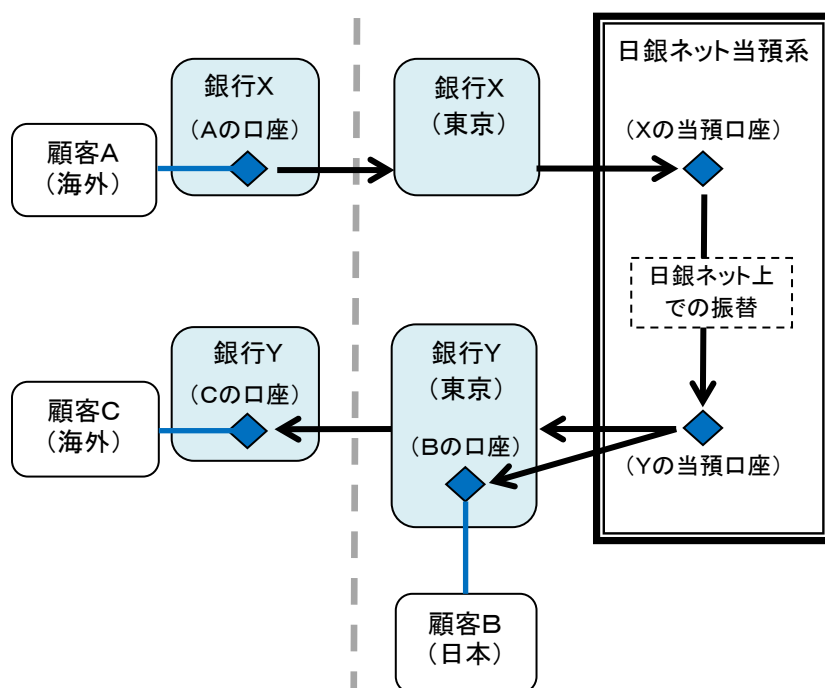 日銀ネット当預系
銀行X
(Aの口座)
銀行X
(東京)
(Xの当預口座)
顧客A
(海外)
日銀ネット上
での振替
銀行Y
(Cの口座)
銀行Y
(東京)
顧客C
(海外)
(Bの口座)
(Yの当預口座)
顧客B
(日本)